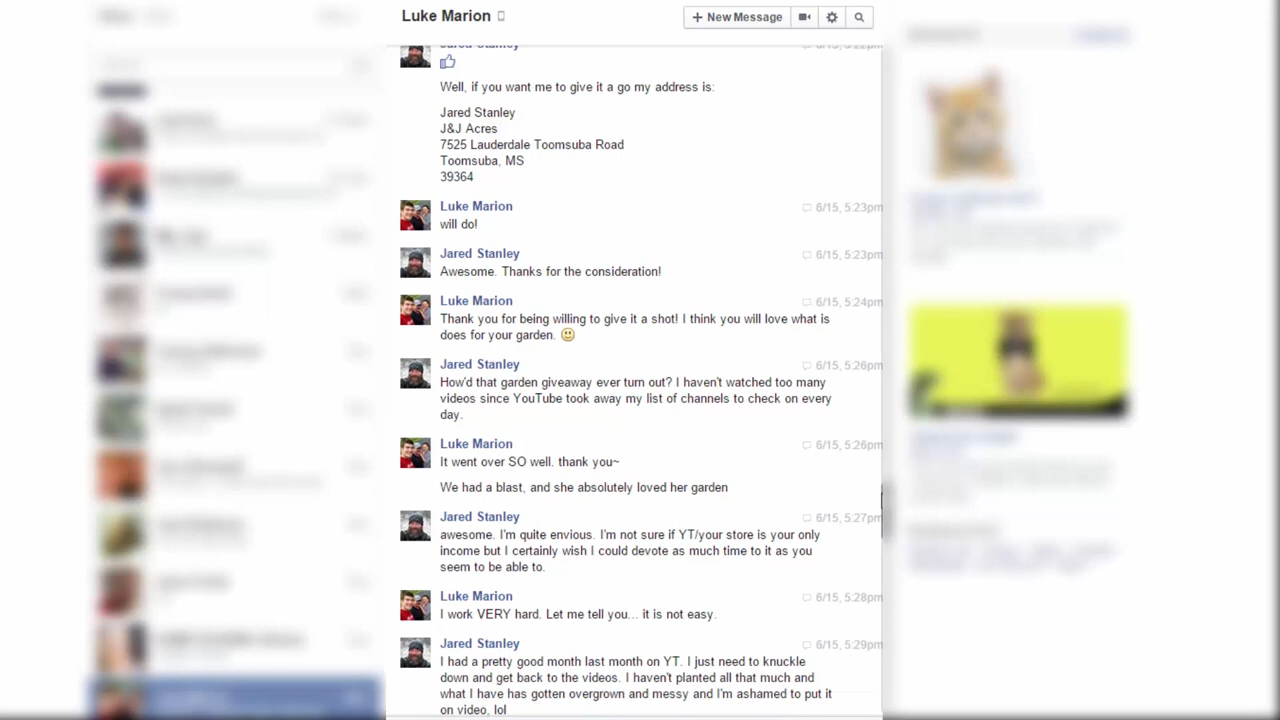 Luke Marion
+ New Message
Jared Stanley 6/15, 5:22pm
Well, if you want me to give it a go my address is:
Jared Stanley
J&J Acres
7525 Lauderdale Toomsuba Road
Toomsuba, MS
39364
Luke Marion 6/15, 5:23pm
will do!
Jared Stanley 6/15, 5:23pm
Awesome. Thanks for the consideration!
Luke Marion 6/15, 5:24pm
Thank you for being willing to give it a shot! I think you will love what is
does for your garden.
Jared Stanley 6/15, 5:26pm
How'd that garden giveaway ever turn out? I haven't watched too many
videos since YouTube took away my list of channels to check on every
day.
Luke Marion 6/15, 5:26pm
It went over SO well. thank you~
We had a blast, and she absolutely loved her garden
Jared Stanley 6/15, 5:27pm
awesome. I'm quite envious. I'm not sure if YT/your store is your only
income but I certainly wish I could devote as much time to it as you
seem to be able to.
Luke Marion 6/15, 5:28pm
I work VERY hard. Let me tell you... it is not easy.
Jared Stanley 6/15, 5:29pm
I had a pretty good month last month on YT. I just need to knuckle
down and get back to the videos. I haven't planted all that much and
what I have has gotten overgrown and messy and I'm ashamed to put it
on video, lol